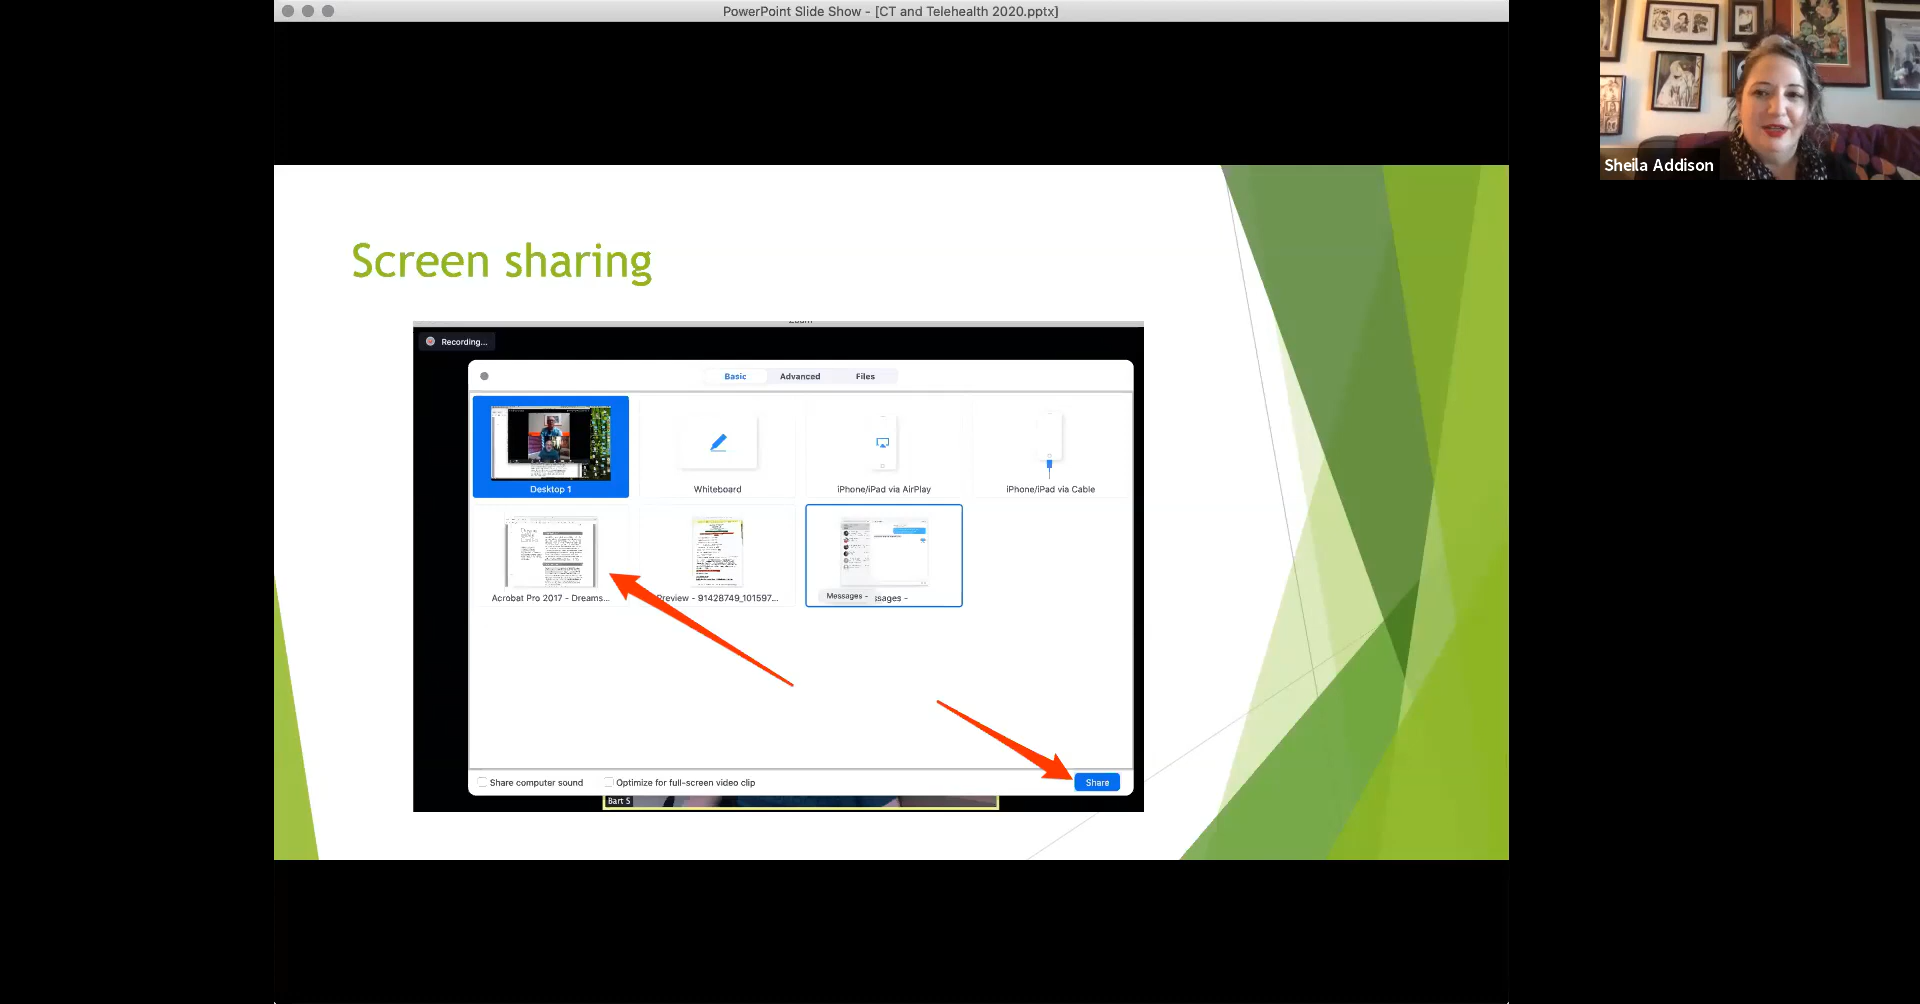 PowerPoint Slide Show - [CT and Telehealth 2020.pptx]
Sheila Addison
Screen sharing
Zoom
Recording...
Basic Advanced Files
Desktop 1 Whiteboard iPhone/iPad via AirPlay iPhone/iPad via Cable
Acrobat Pro 2017 - Dreams... Preview - 91428749_101597... Messages - ssages -
Share computer sound Optimize for full-screen video clip Share
Bart S